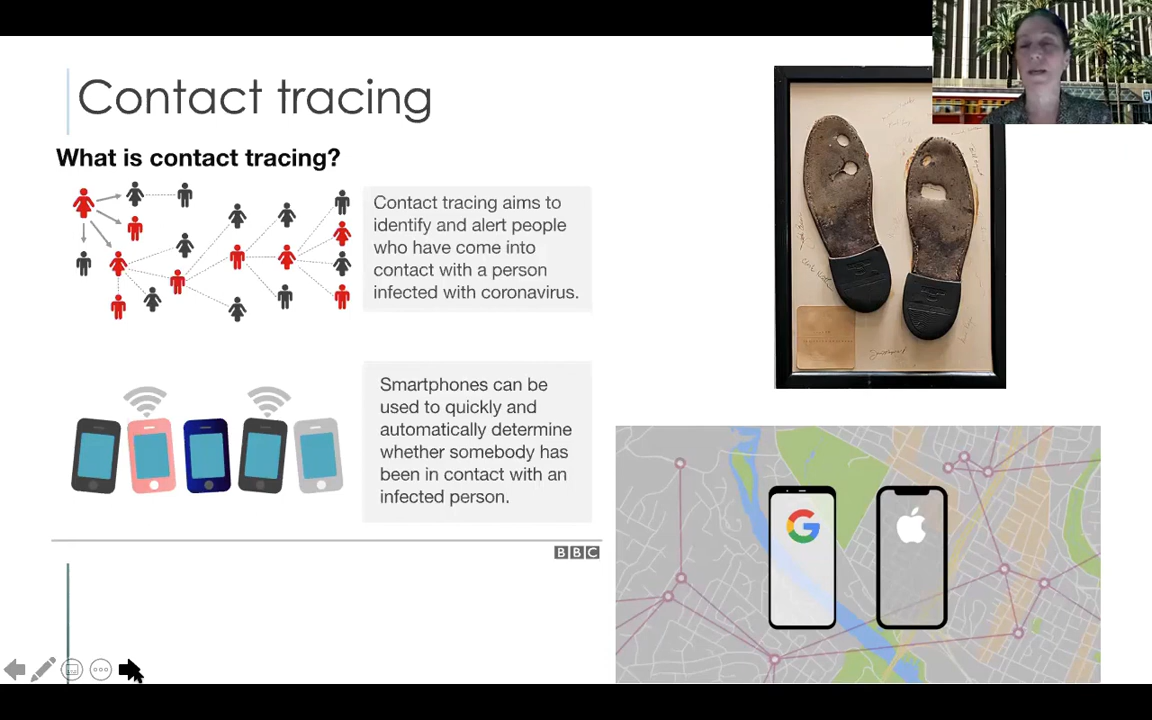 Contact tracing
What is contact tracing?
Contact tracing aims to
identify and alert people
who have come into
contact with a person
infected with coronavirus.
Smartphones can be
used to quickly and
automatically determine
whether somebody has
been in contact with an
infected person.
BBC
G